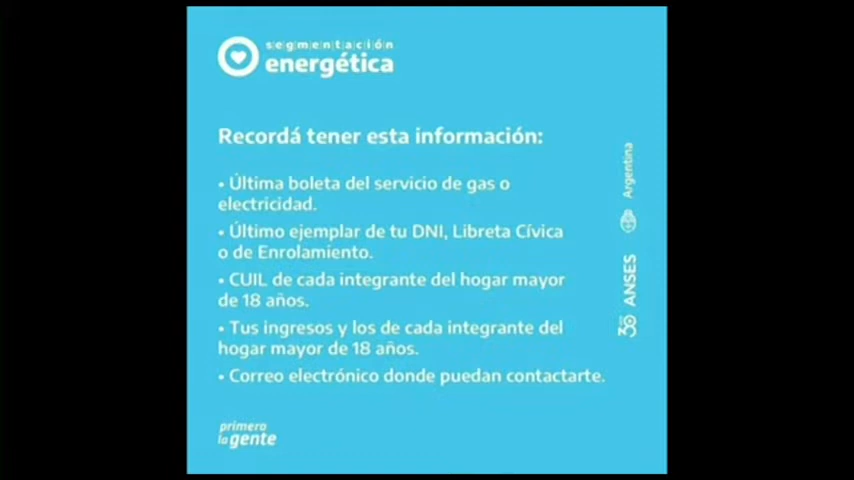 segmentación
energética
Recordá tener esta información:
• Última boleta del servicio de gas o
electricidad.
• Último ejemplar de tu DNI, Libreta Cívica
o de Enrolamiento.
• CUIL de cada integrante del hogar mayor
de 18 años.
• Tus ingresos y los de cada integrante del
hogar mayor de 18 años.
• Correo electrónico donde puedan contactarte.
primero
la gente
30 ANSES
Argentina